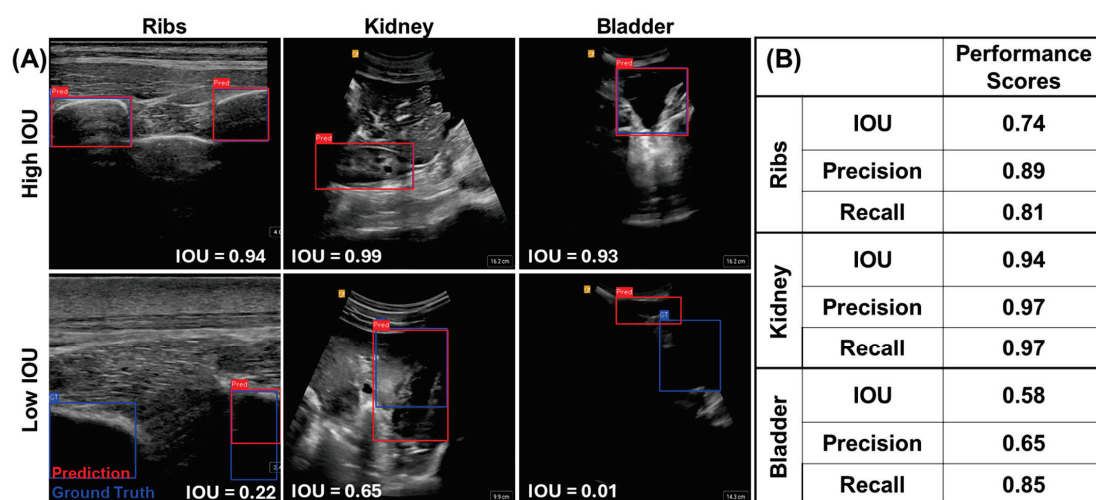 Ribs Kidney Bladder
(A)
High IOU
Pred
Pred
IOU = 0.94
Pred
IOU = 0.99
16.2 cm
Pred
IOU = 0.93
16.2 cm
Low IOU
GT
Pred
Prediction
Ground Truth
IOU = 0.22
Pred
IOU = 0.65
9.9 cm
Pred
GT
IOU = 0.01
14.3 cm
(B)
Performance
Scores
Ribs
IOU 0.74
Precision 0.89
Recall 0.81
Kidney
IOU 0.94
Precision 0.97
Recall 0.97
Bladder
IOU 0.58
Precision 0.65
Recall 0.85